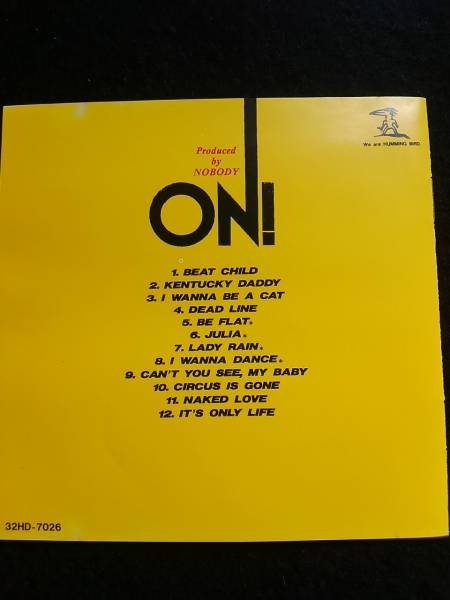 We are HUMMING BIRD.
Produced
by
NOBODY
ON!
1. BEAT CHILD
2. KENTUCKY DADDY
3. I WANNA BE A CAT
4. DEAD LINE
5. BE FLAT*
6. JULIA*
7. LADY RAIN*
8. I WANNA DANCE*
9. CAN'T YOU SEE, MY BABY
10. CIRCUS IS GONE
11. NAKED LOVE
12. IT'S ONLY LIFE
32HD-7026